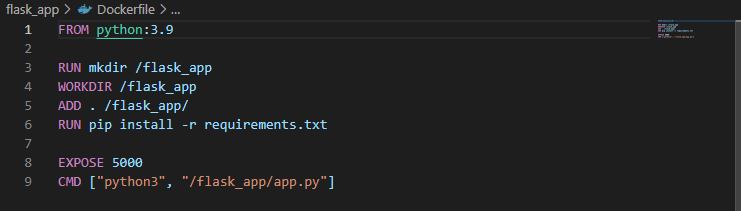 flask_app > Dockerfile > ...
1 FROM python:3.9
2
3 RUN mkdir /flask_app
4 WORKDIR /flask_app
5 ADD . /flask_app/
6 RUN pip install -r requirements.txt
7
8 EXPOSE 5000
9 CMD ["python3", "/flask_app/app.py"]